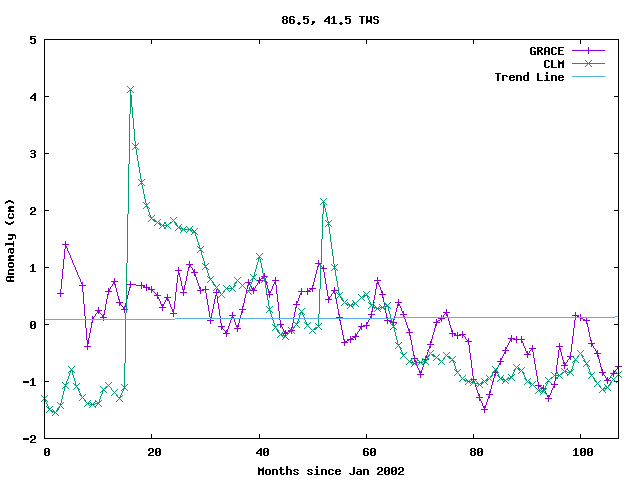 86.5, 41.5 TWS
GRACE
CLM
Trend Line
5
4
3
2
1
0
-1
-2
Anomaly (cm)
0 20 40 60 80 100
Months since Jan 2002